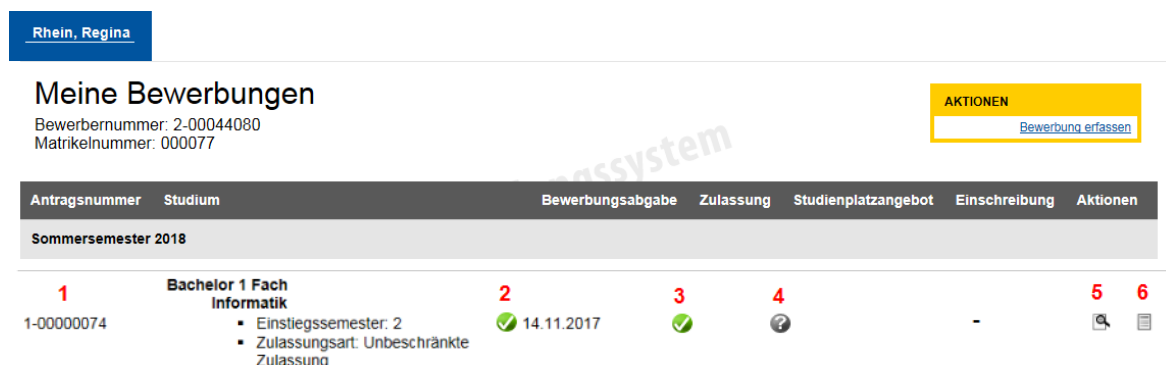 Rhein, Regina
Meine Bewerbungen
Bewerbernummer: 2-00044080
Matrikelnummer: 000077
AKTIONEN
Bewerbung erfassen
Antragsnummer Studium Bewerbungsabgabe Zulassung Studienplatzangebot Einschreibung Aktionen
Sommersemester 2018
1 Bachelor 1 Fach 2 3 4 5 6
Informatik
1-00000074 ▪ Einstiegssemester: 2 14.11.2017 ? -
▪ Zulassungsart: Unbeschränkte
Zulassung